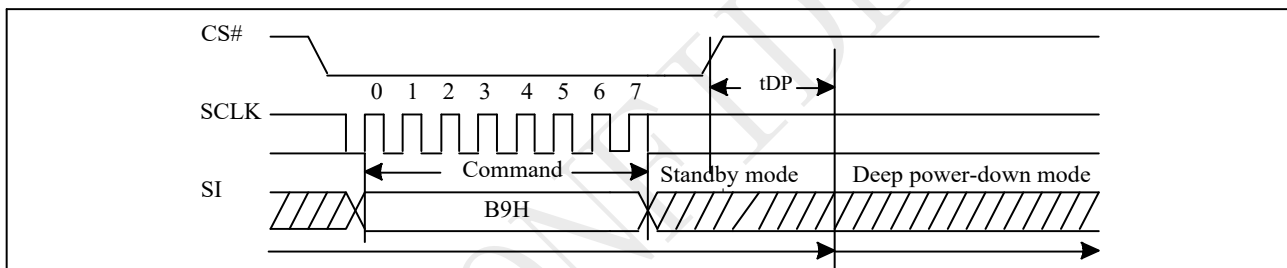 CS#
tDP
0 1 2 3 4 5 6 7
SCLK
Command
Standby mode
Deep power-down mode
SI
B9H